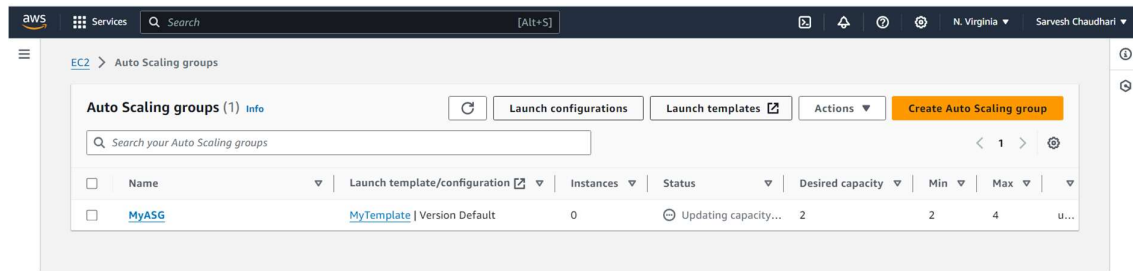 aws Services Search [Alt+S] N. Virginia ▼ Sarvesh Chaudhari ▼
EC2 > Auto Scaling groups
Auto Scaling groups (1) Info Launch configurations Launch templates Actions ▼ Create Auto Scaling group
Search your Auto Scaling groups < 1 >
Name Launch template/configuration Instances Status Desired capacity Min Max
MyASG MyTemplate | Version Default 0 Updating capacity... 2 2 4 u...